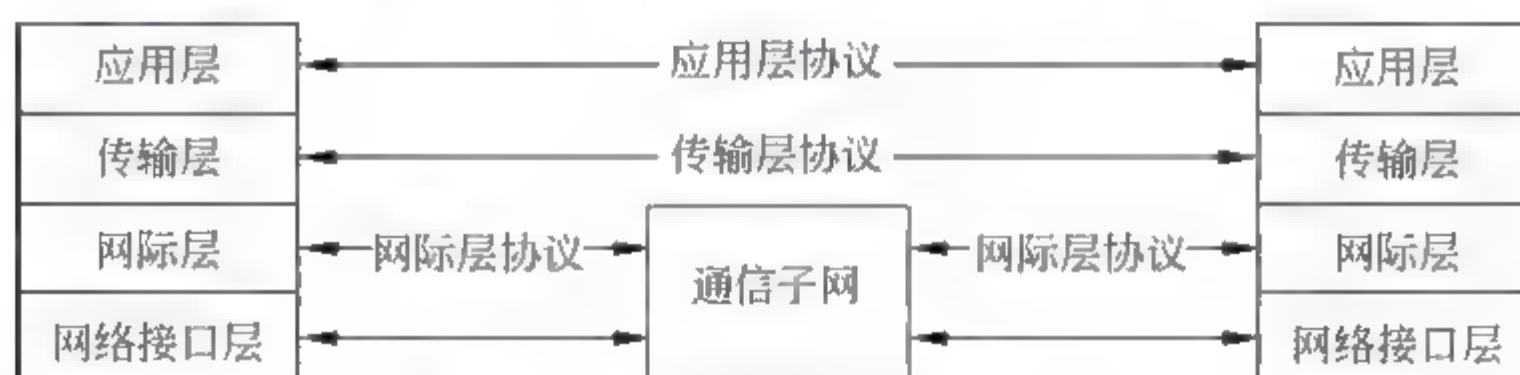 应用层 应用层协议 应用层
传输层 传输层协议 传输层
网际层 网际层协议 网际层协议 网际层
通信子网
网络接口层 网络接口层